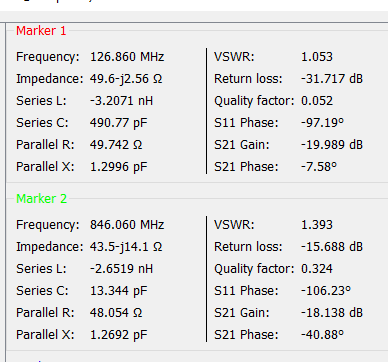 Marker 1
Frequency: 126.860 MHz VSWR: 1.053
Impedance: 49.6-j2.56 Ω Return loss: -31.717 dB
Series L: -3.2071 nH Quality factor: 0.052
Series C: 490.77 pF S11 Phase: -97.19°
Parallel R: 49.742 Ω S21 Gain: -19.989 dB
Parallel X: 1.2996 pF S21 Phase: -7.58°
Marker 2
Frequency: 846.060 MHz VSWR: 1.393
Impedance: 43.5-j14.1 Ω Return loss: -15.688 dB
Series L: -2.6519 nH Quality factor: 0.324
Series C: 13.344 pF S11 Phase: -106.23°
Parallel R: 48.054 Ω S21 Gain: -18.138 dB
Parallel X: 1.2692 pF S21 Phase: -40.88°